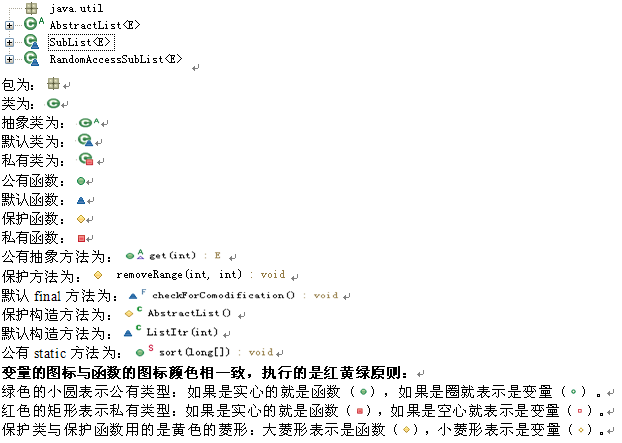 java.util
AbstractList<E>
SubList<E>
RandomAccessSubList<E>
包为：
类为：
抽象类为：
默认类为：
私有类为：
公有函数：
默认函数：
保护函数：
私有函数：
公有抽象方法为： get(int) : E
保护方法为： removeRange(int, int) : void
默认 final 方法为： checkForComodification() : void
保护构造方法为： AbstractList()
默认构造方法为： ListItr(int)
公有 static 方法为： sort(long[]) : void
变量的图标与函数的图标颜色相一致，执行的是红黄绿原则：
绿色的小圆表示公有类型：如果是实心的就是函数（），如果是圈就表示是变量（）。
红色的矩形表示私有类型：如果是实心的就是函数（），如果是空心就表示是变量（）。
保护类与保护函数用的是黄色的菱形：大菱形表示是函数（），小菱形表示是变量（）。